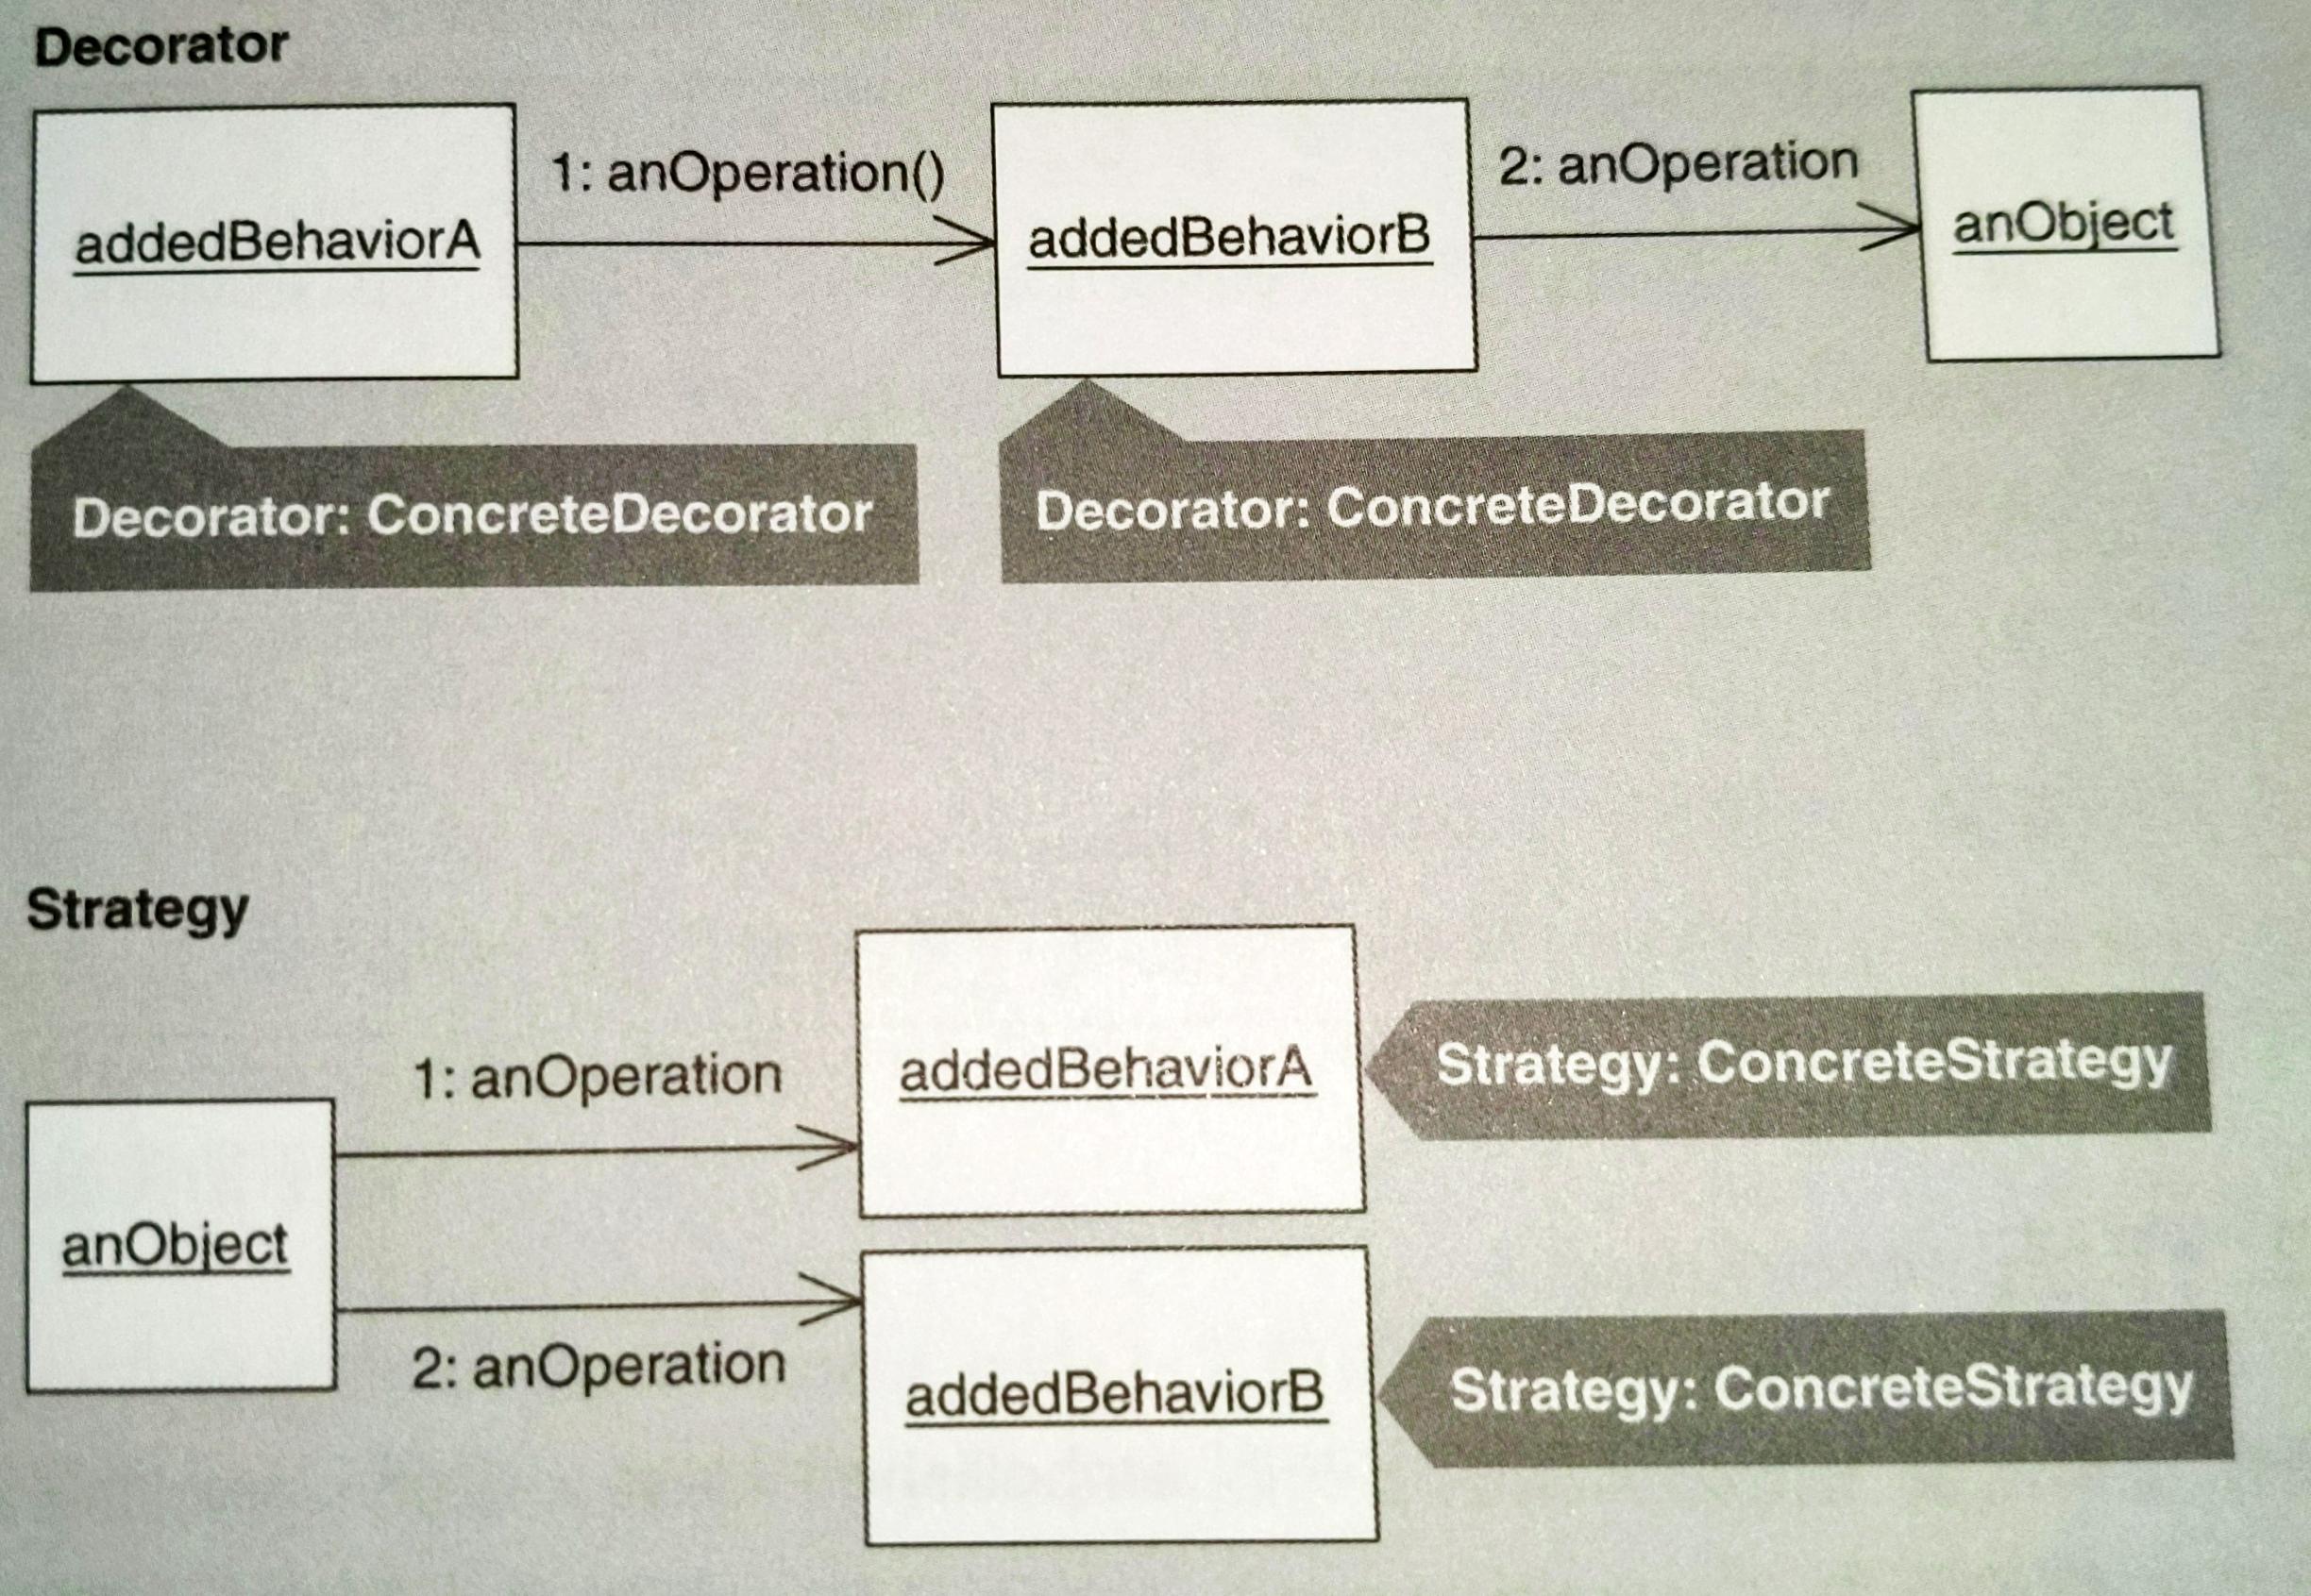 Decorator
1: anOperation()
2: anOperation
addedBehaviorA
addedBehaviorB
anObject
Decorator: ConcreteDecorator
Decorator: ConcreteDecorator
Strategy
1: anOperation
addedBehaviorA
Strategy: ConcreteStrategy
anObject
2: anOperation
addedBehaviorB
Strategy: ConcreteStrategy